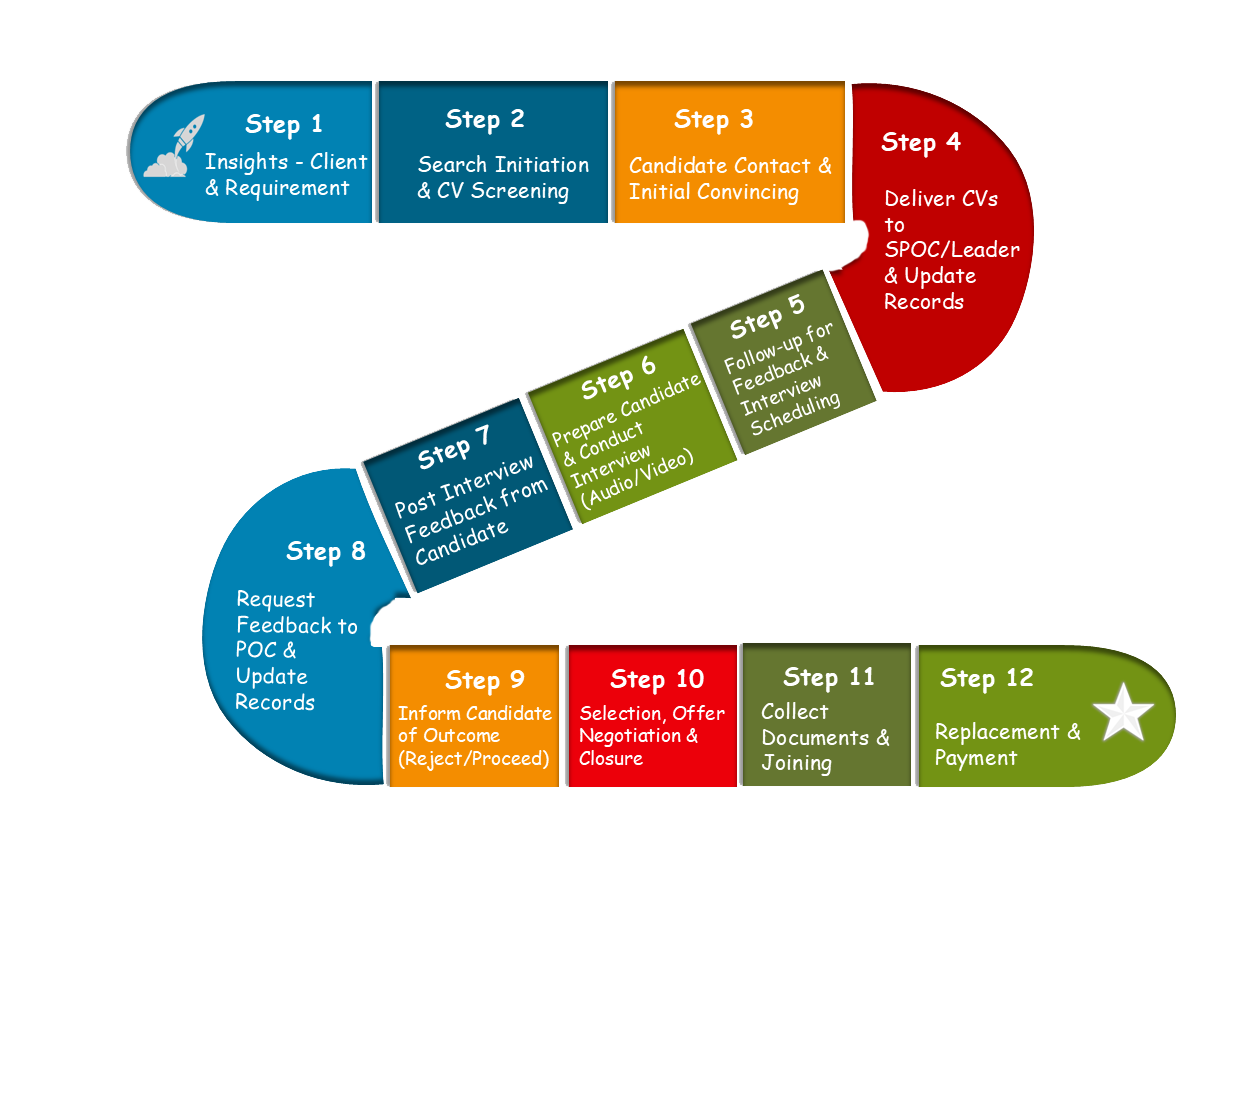 Step 1
Insights - Client
& Requirement
Step 2
Search Initiation
& CV Screening
Step 3
Candidate Contact &
Initial Convincing
Step 4
Deliver CVs
to
SPOC/Leader
& Update
Records
Step 5
Follow-up for
Feedback &
Interview
Scheduling
Step 6
Prepare Candidate
& Conduct
Interview
(Audio/Video)
Step 7
Post Interview
Feedback from
Candidate
Step 8
Request
Feedback to
POC &
Update
Records
Step 9
Inform Candidate
of Outcome
(Reject/Proceed)
Step 10
Selection, Offer
Negotiation &
Closure
Step 11
Collect
Documents &
Joining
Step 12
Replacement &
Payment